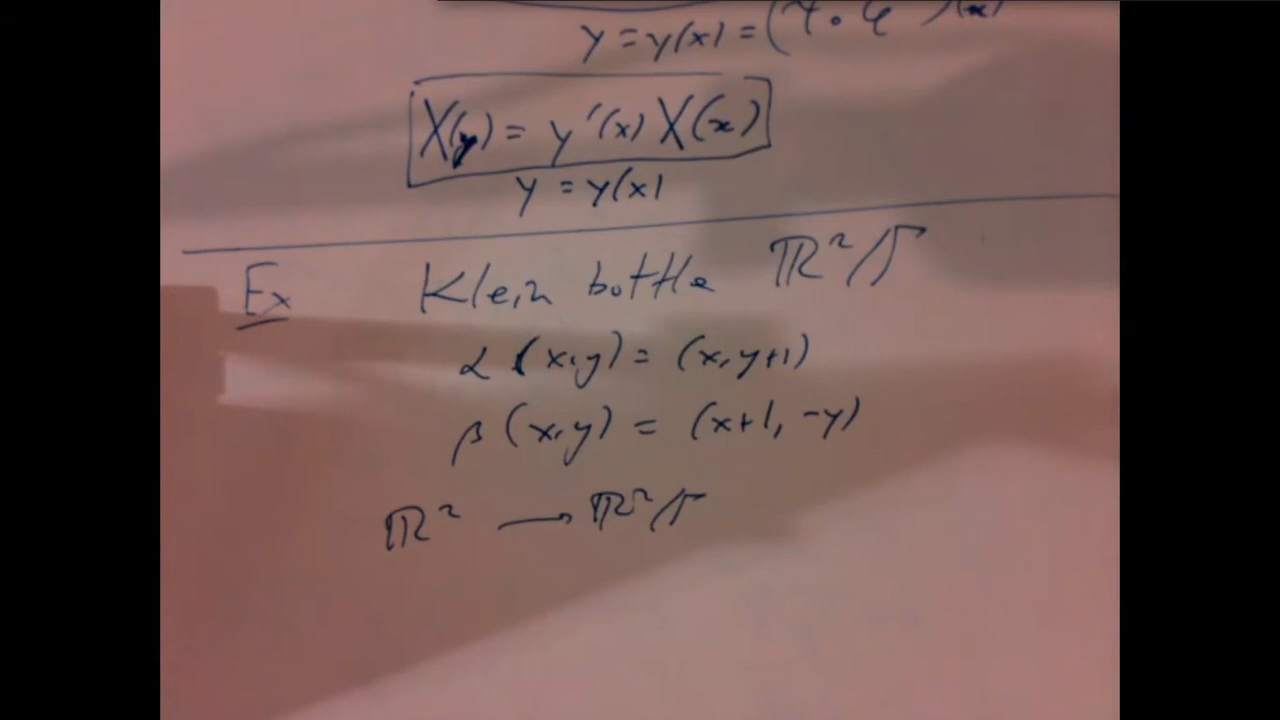 y = y(x) = (
X(y) = y'(x) X(x)
y = y(x)
Ex Klein bottle ℝ²/Γ
α (x,y) = (x, y+1)
β (x,y) = (x+1, -y)
ℝ² → ℝ²/Γ